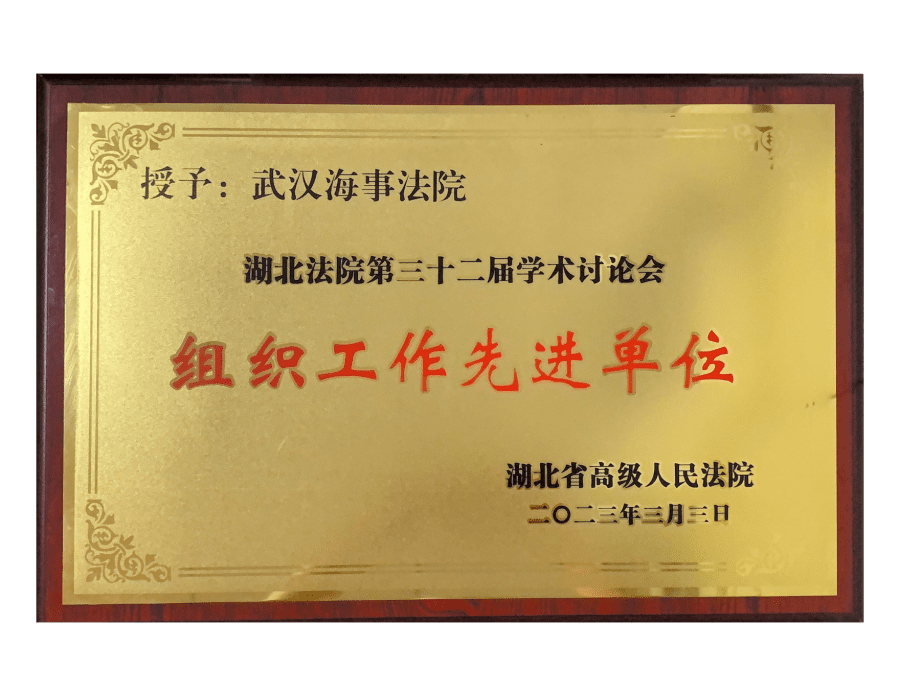 授予：武汉海事法院
湖北法院第三十二届学术讨论会
组织工作先进单位
湖北省高级人民法院
二〇二三年三月三日